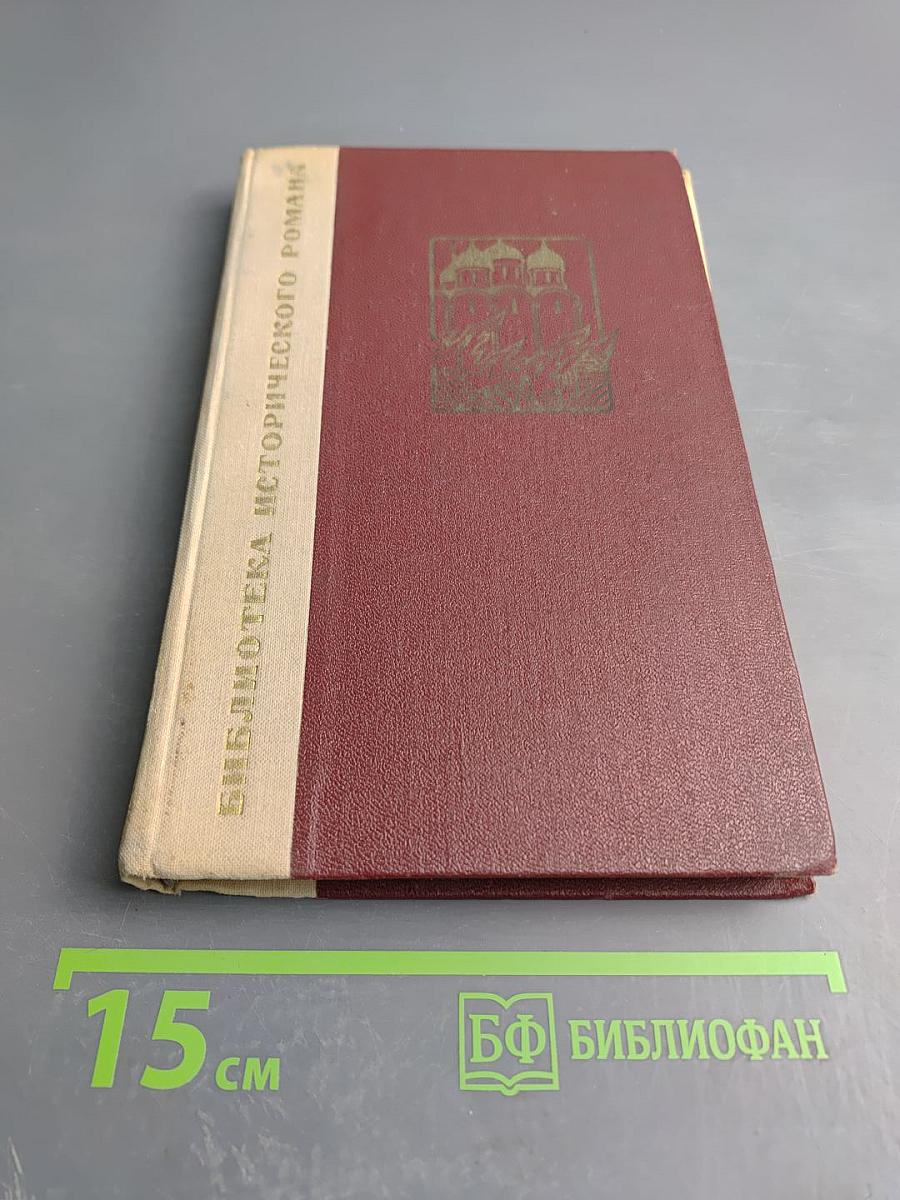 БИБЛИОТЕКА ИСТОРИЧЕСКОГО РОМАНА
15 см
БФ БИБЛИОФАН